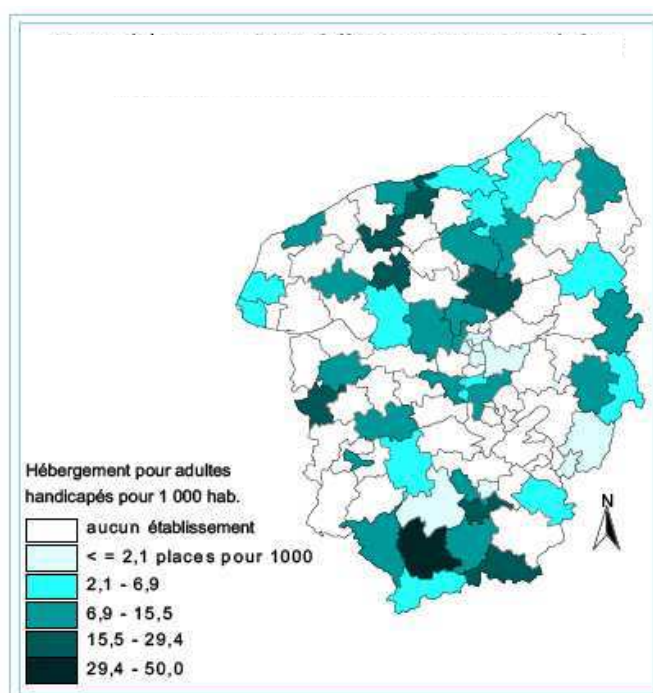 N
Hébergement pour adultes
handicapés pour 1 000 hab.
aucun établissement
< = 2,1 places pour 1000
2,1 - 6,9
6,9 - 15,5
15,5 - 29,4
29,4 - 50,0